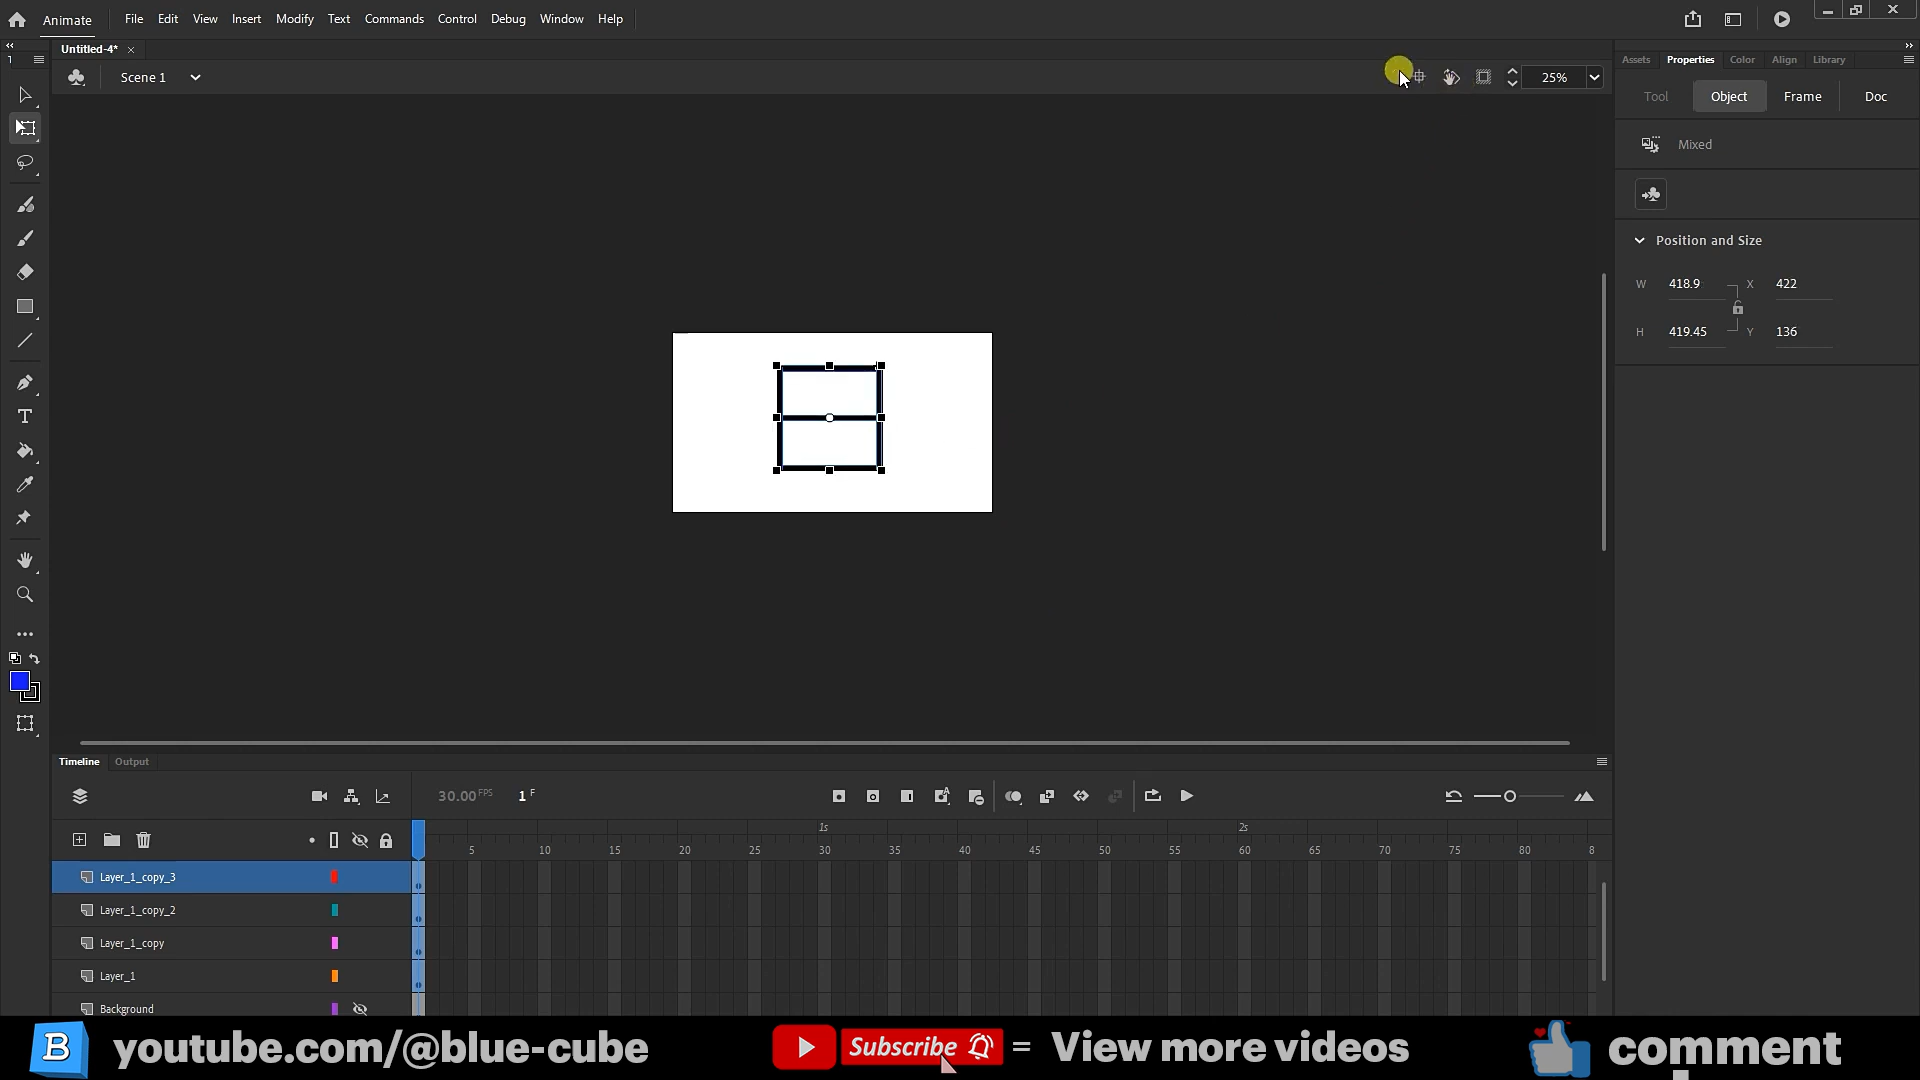 Animate File Edit View Insert Modify Text Commands Control Debug Window Help
Untitled-4*
Scene 1
25%
Assets Properties Color Align Library
Tool Object Frame Doc
Mixed
Position and Size
W 418.9 X 422
H 419.45 Y 136
T
Timeline Output
30.00 FPS 1 F
1s 2s
5 10 15 20 25 30 35 40 45 50 55 60 65 70 75 80 8
Layer_1_copy_3
Layer_1_copy_2
Layer_1_copy
Layer_1
Background
B youtube.com/@blue-cube Subscribe = View more videos comment